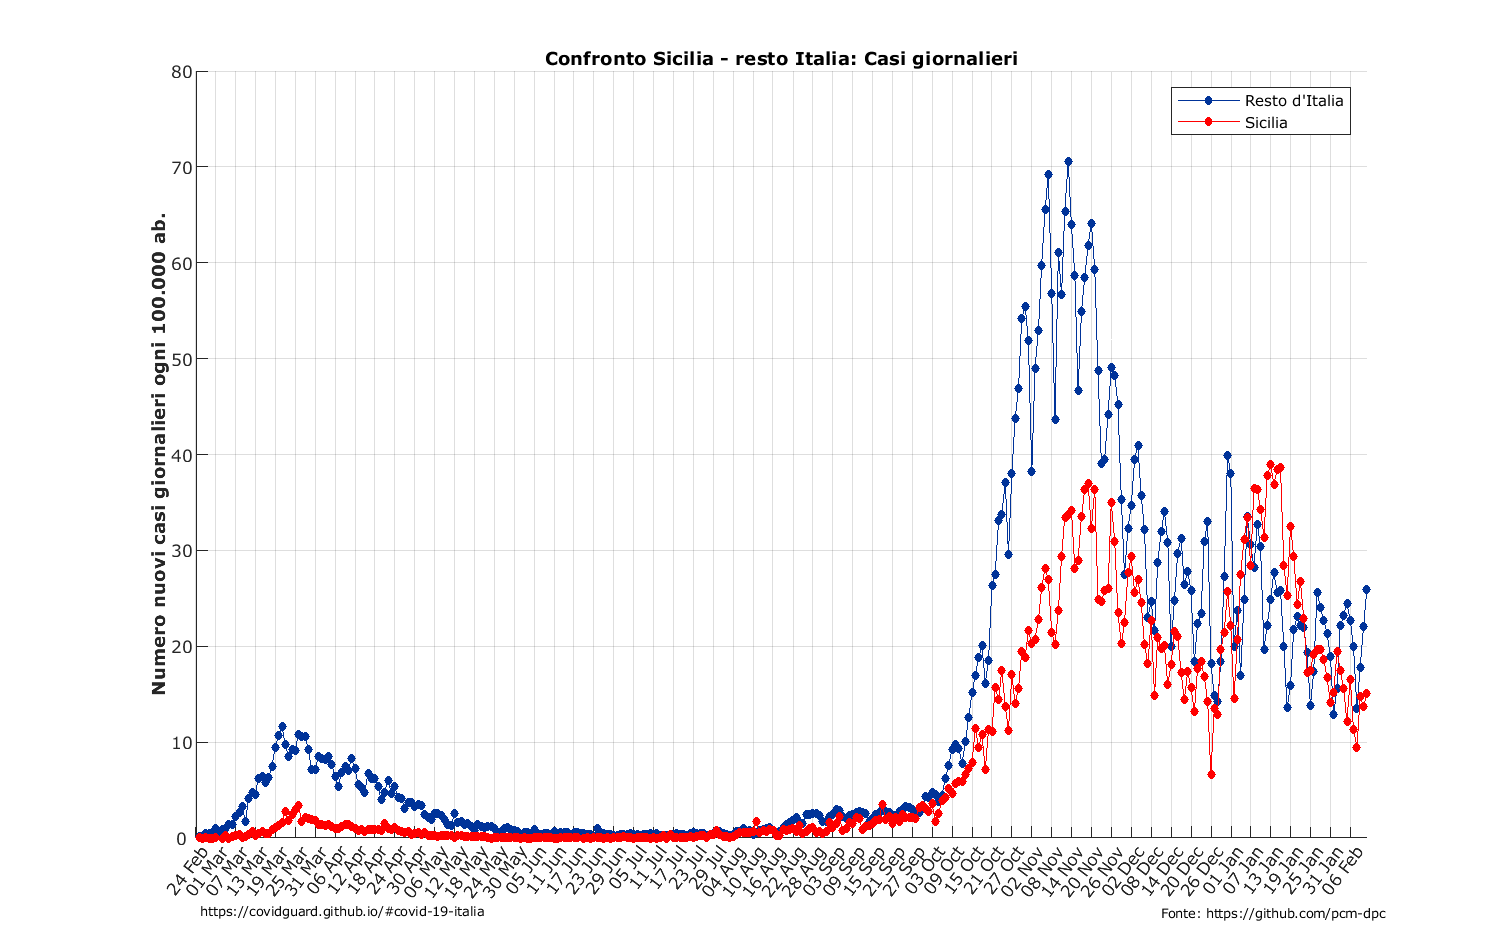 Confronto Sicilia - resto Italia: Casi giornalieri
80
70
60
50
40
30
20
10
0
Numero nuovi casi giornalieri ogni 100.000 ab.
Resto d'Italia
Sicilia
24 Feb
01 Mar
07 Mar
13 Mar
19 Mar
25 Mar
31 Mar
06 Apr
12 Apr
18 Apr
24 Apr
30 Apr
06 May
12 May
18 May
24 May
30 May
05 Jun
11 Jun
17 Jun
23 Jun
29 Jun
05 Jul
11 Jul
17 Jul
23 Jul
29 Jul
04 Aug
10 Aug
16 Aug
22 Aug
28 Aug
03 Sep
09 Sep
15 Sep
21 Sep
27 Sep
03 Oct
09 Oct
15 Oct
21 Oct
27 Oct
02 Nov
08 Nov
14 Nov
20 Nov
26 Nov
02 Dec
08 Dec
14 Dec
20 Dec
26 Dec
01 Jan
07 Jan
13 Jan
19 Jan
25 Jan
31 Jan
06 Feb
https://covidguard.github.io/#covid-19-italia
Fonte: https://github.com/pcm-dpc